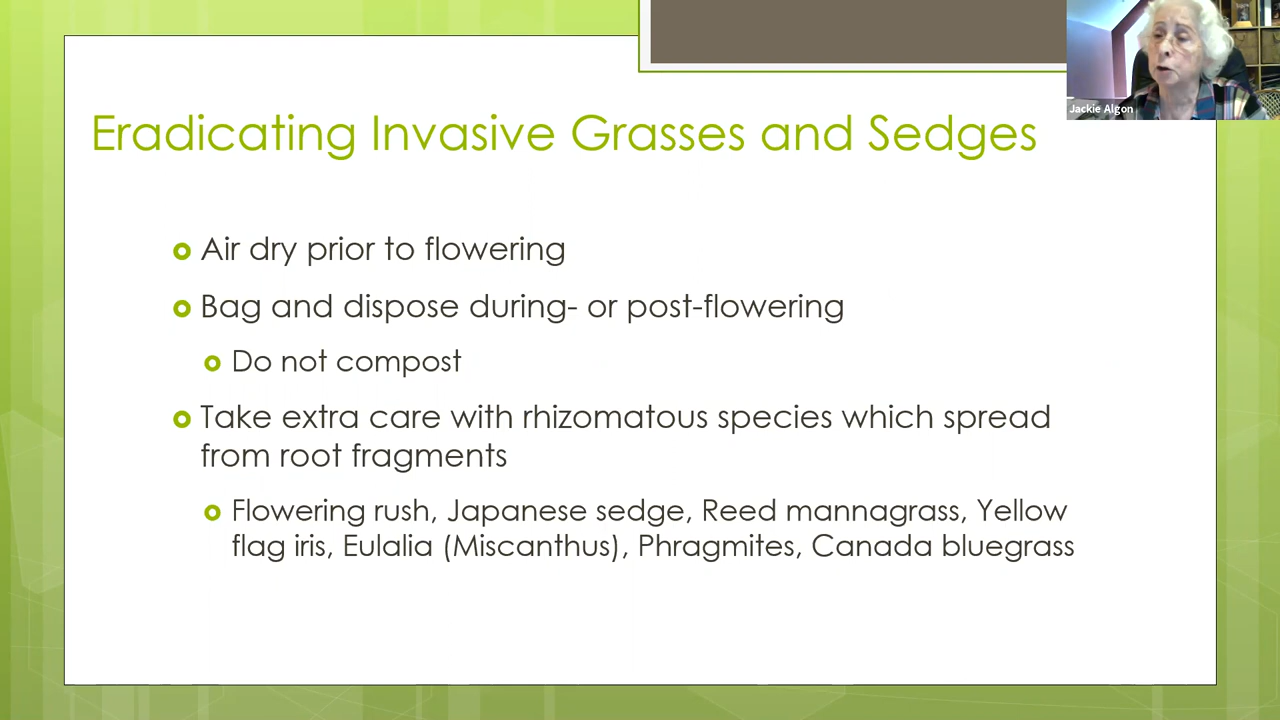 Jackie Algon
Eradicating Invasive Grasses and Sedges
Air dry prior to flowering
Bag and dispose during- or post-flowering
Do not compost
Take extra care with rhizomatous species which spread
from root fragments
Flowering rush, Japanese sedge, Reed mannagrass, Yellow
flag iris, Eulalia (Miscanthus), Phragmites, Canada bluegrass